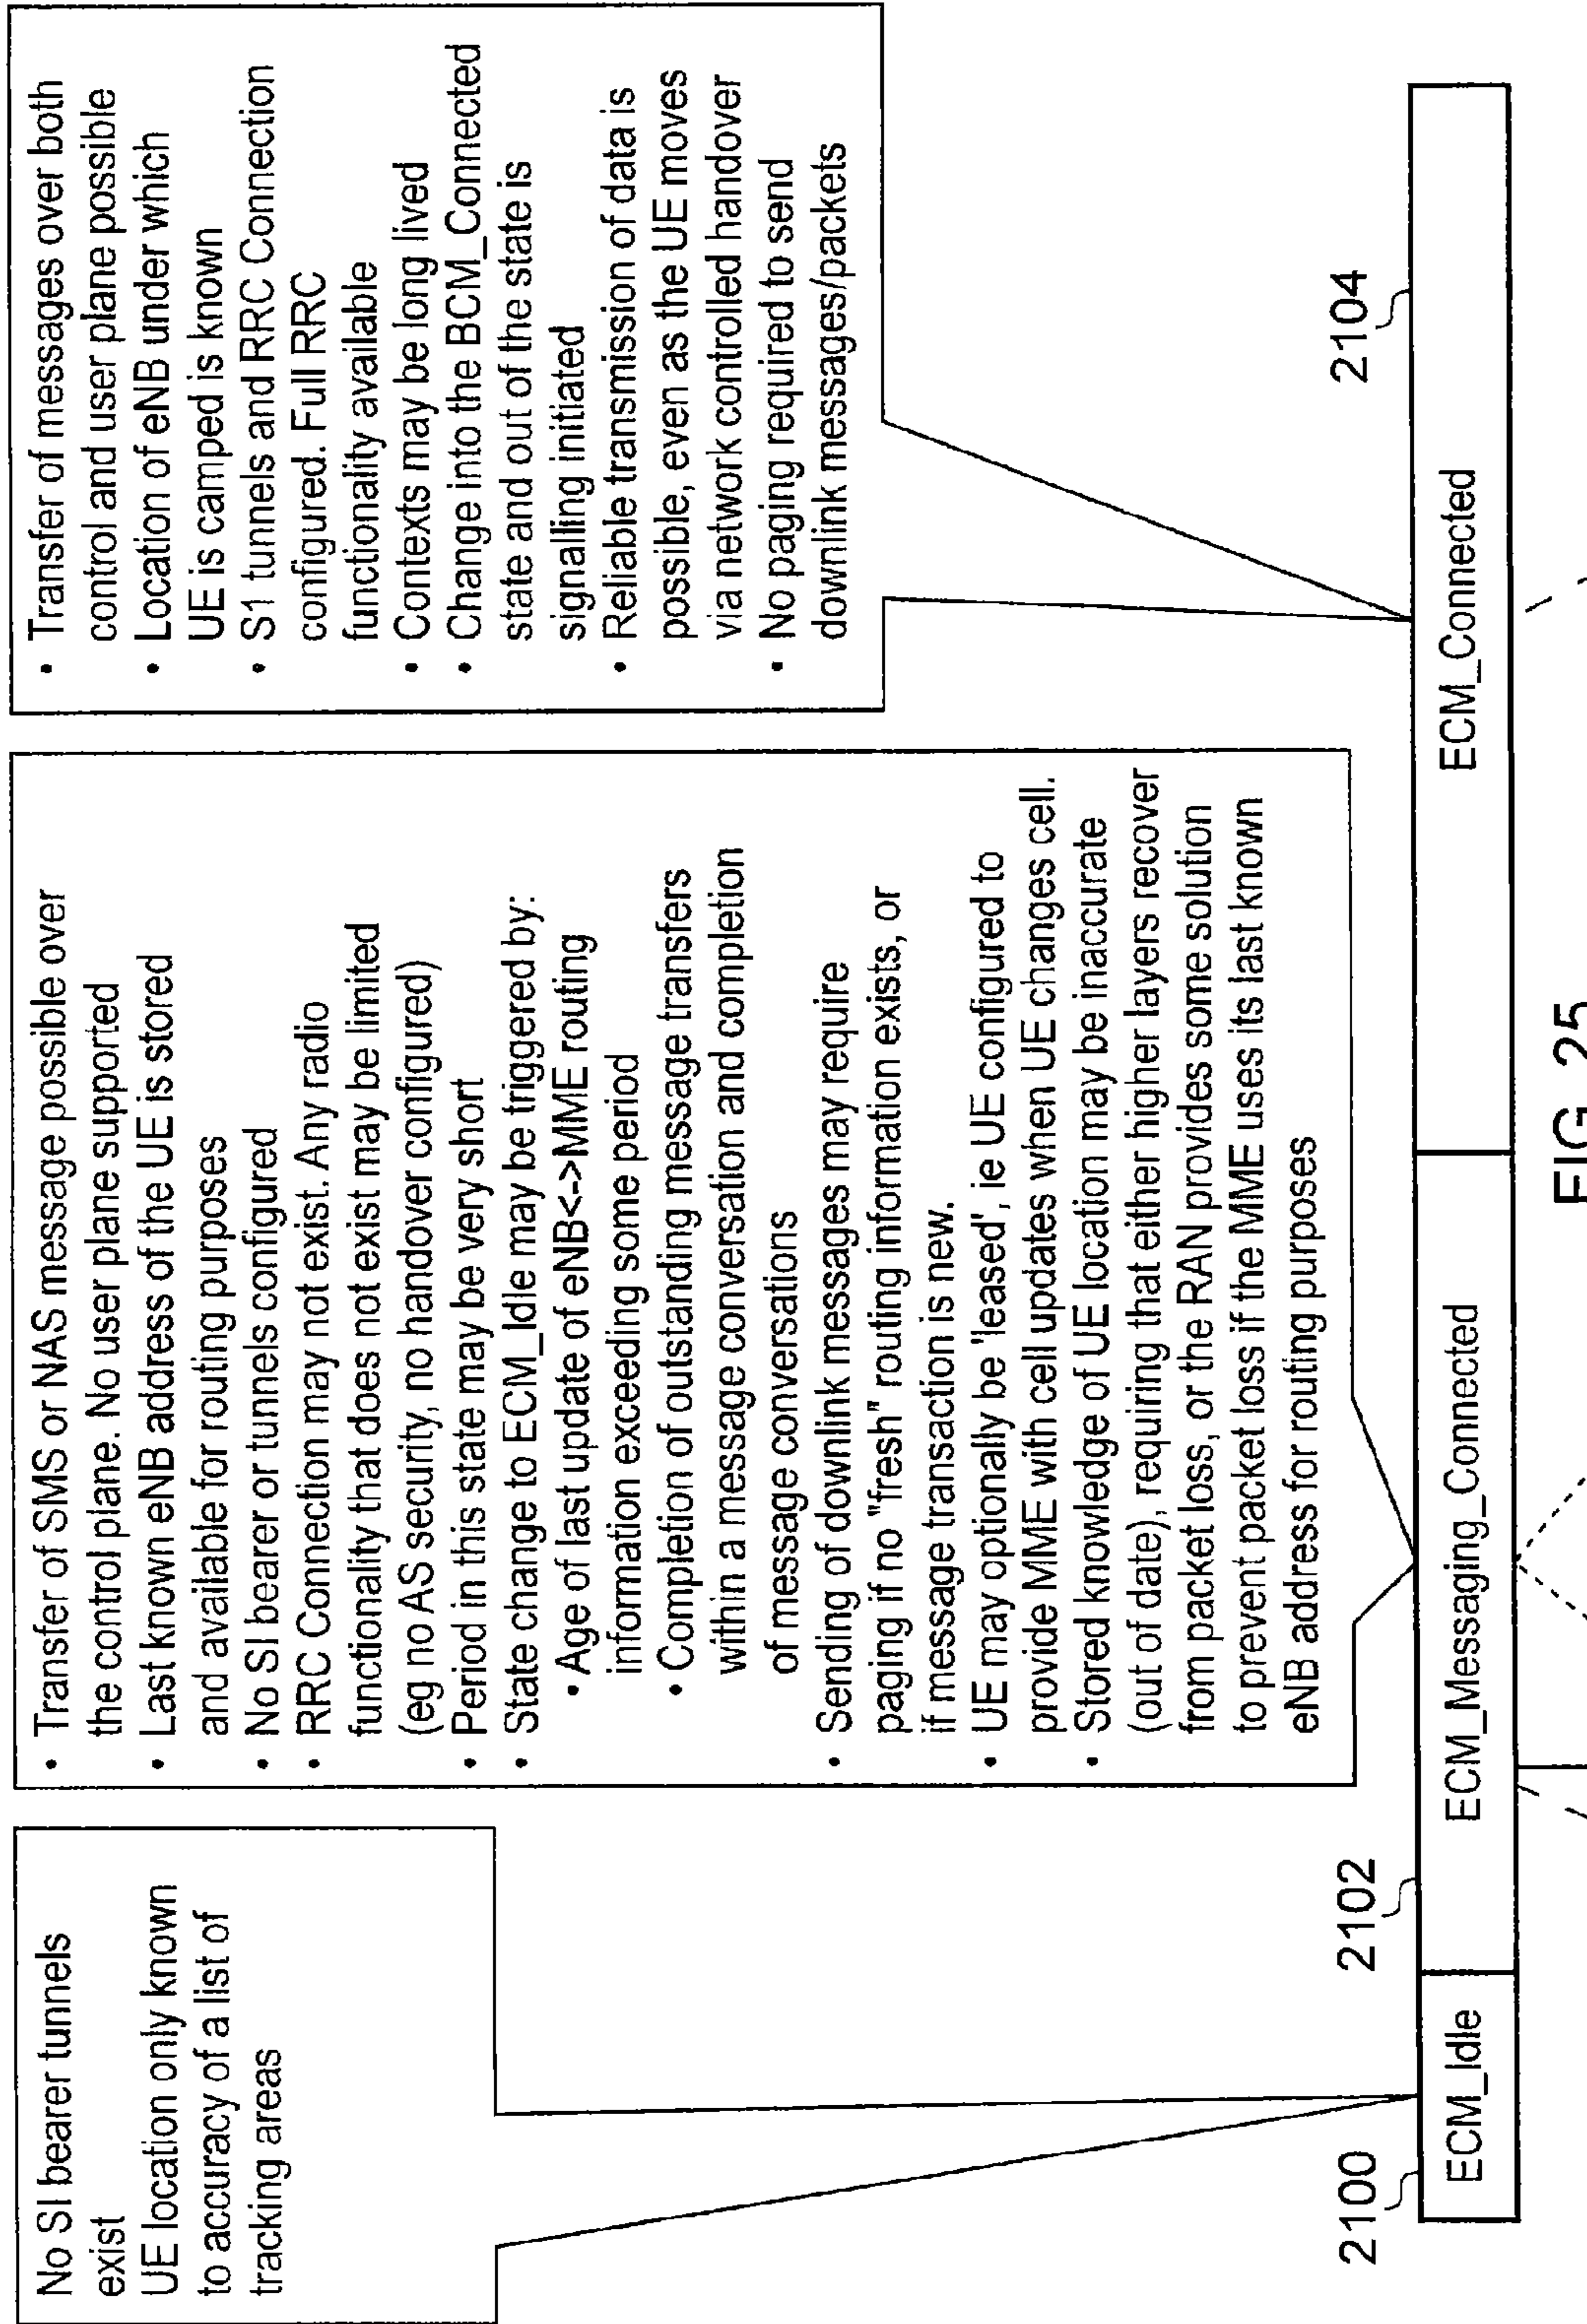 No SI bearer tunnels
exist
UE location only known
to accuracy of a list of
tracking areas
• Transfer of SMS or NAS message possible over
the control plane. No user plane supported
• Last known eNB address of the UE is stored
and available for routing purposes
• No SI bearer or tunnels configured
• RRC Connection may not exist. Any radio
functionality that does not exist may be limited
(eg no AS security, no handover configured)
• Period in this state may be very short
• State change to ECM_Idle may be triggered by:
• Age of last update of eNB<->MME routing
information exceeding some period
• Completion of outstanding message transfers
within a message conversation and completion
of message conversations
• Sending of downlink messages may require
paging if no "fresh" routing information exists, or
if message transaction is new.
• UE may optionally be 'leased', ie UE configured to
provide MME with cell updates when UE changes cell.
• Stored knowledge of UE location may be inaccurate
(out of date), requiring that either higher layers recover
from packet loss, or the RAN provides some solution
to prevent packet loss if the MME uses its last known
eNB address for routing purposes
• Transfer of messages over both
control and user plane possible
• Location of eNB under which
UE is camped is known
• S1 tunnels and RRC Connection
configured. Full RRC
functionality available
• Contexts may be long lived
• Change into the BCM_Connected
state and out of the state is
signalling initiated
• Reliable transmission of data is
possible, even as the UE moves
via network controlled handover
• No paging required to send
downlink messages/packets
2100
2102
2104
ECM_Idle
ECM_Messaging_Connected
ECM_Connected
FIG. 25